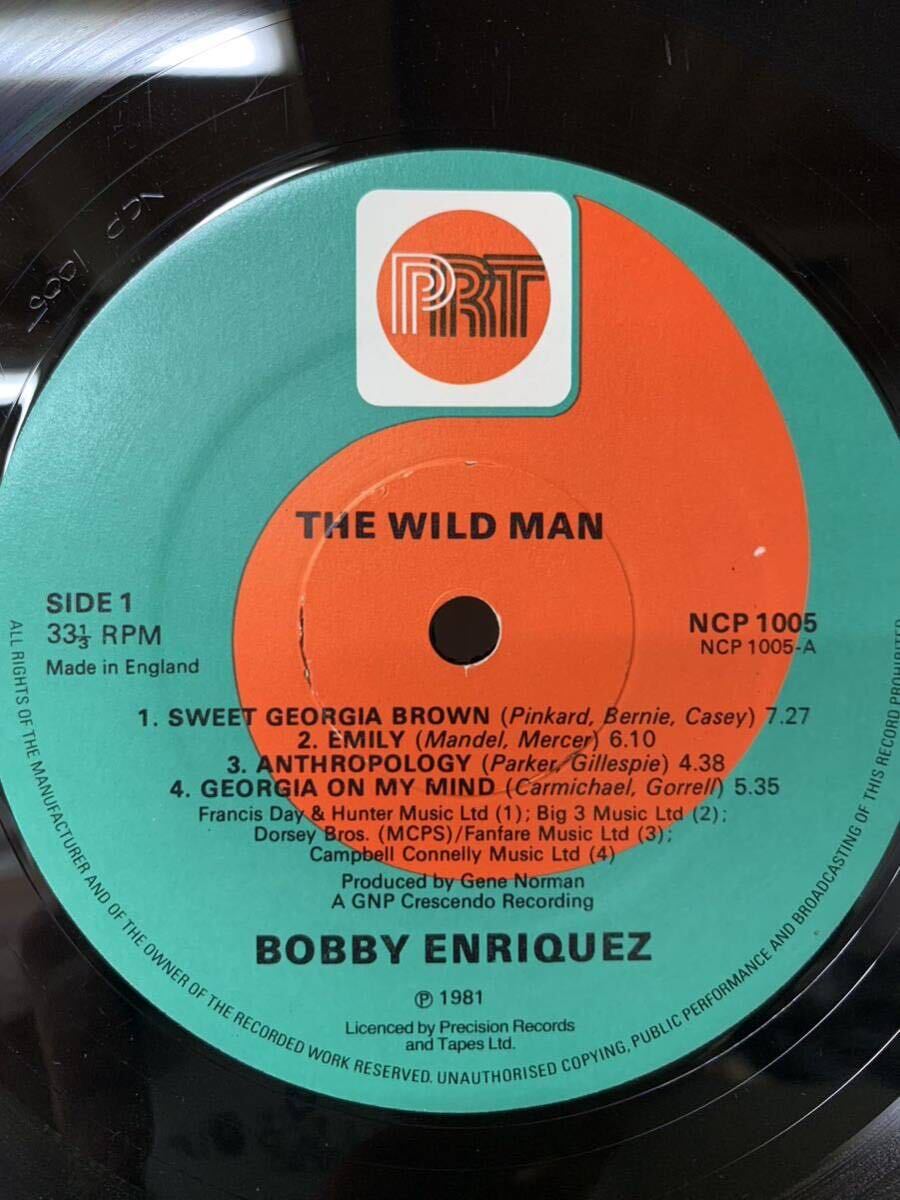 NCP 1005
PRT
THE WILD MAN
SIDE 1
33⅓ RPM
Made in England
NCP 1005
NCP 1005-A
1. SWEET GEORGIA BROWN (Pinkard, Bernie, Casey) 7.27
2. EMILY (Mandel, Mercer) 6.10
3. ANTHROPOLOGY (Parker, Gillespie) 4.38
4. GEORGIA ON MY MIND (Carmichael, Gorrell) 5.35
Francis Day & Hunter Music Ltd (1); Big 3 Music Ltd (2);
Dorsey Bros. (MCPS)/Fanfare Music Ltd (3);
Campbell Connelly Music Ltd (4)
Produced by Gene Norman
A GNP Crescendo Recording
BOBBY ENRIQUEZ
℗ 1981
Licenced by Precision Records
and Tapes Ltd.
ALL RIGHTS OF THE MANUFACTURER AND OF THE OWNER OF THE RECORDED WORK RESERVED. UNAUTHORISED COPYING, PUBLIC PERFORMANCE AND BROADCASTING OF THIS RECORD PROHIBITED